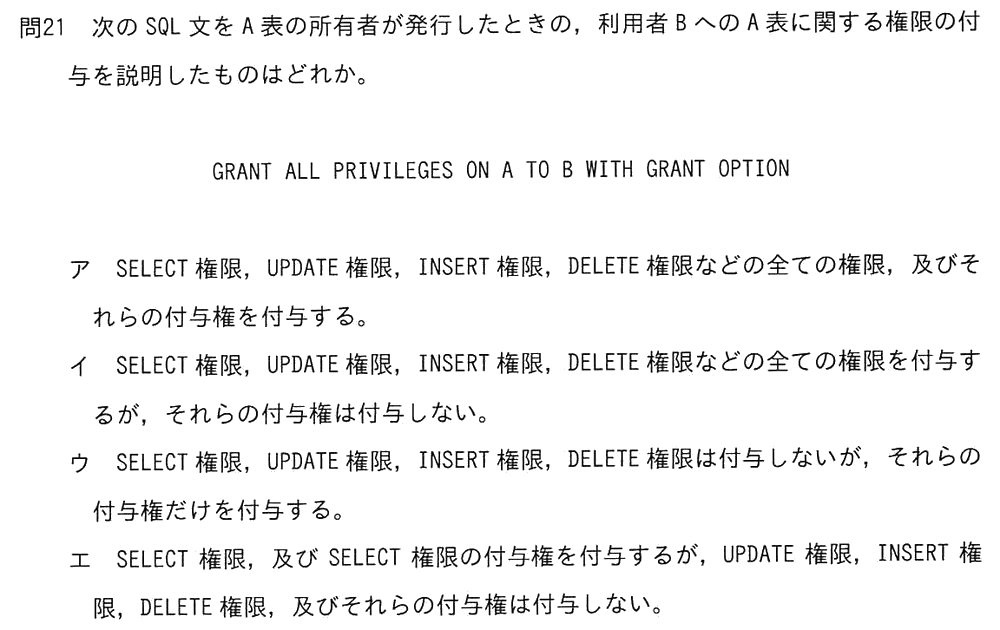 問21 次の SQL 文を A 表の所有者が発行したときの，利用者 B への A 表に関する権限の付
与を説明したものはどれか。
GRANT ALL PRIVILEGES ON A TO B WITH GRANT OPTION
ア SELECT 権限，UPDATE 権限，INSERT 権限，DELETE 権限などの全ての権限，及びそ
れらの付与権を付与する。
イ SELECT 権限，UPDATE 権限，INSERT 権限，DELETE 権限などの全ての権限を付与す
るが，それらの付与権は付与しない。
ウ SELECT 権限，UPDATE 権限，INSERT 権限，DELETE 権限は付与しないが，それらの
付与権だけを付与する。
エ SELECT 権限，及び SELECT 権限の付与権を付与するが，UPDATE 権限，INSERT 権
限，DELETE 権限，及びそれらの付与権は付与しない。